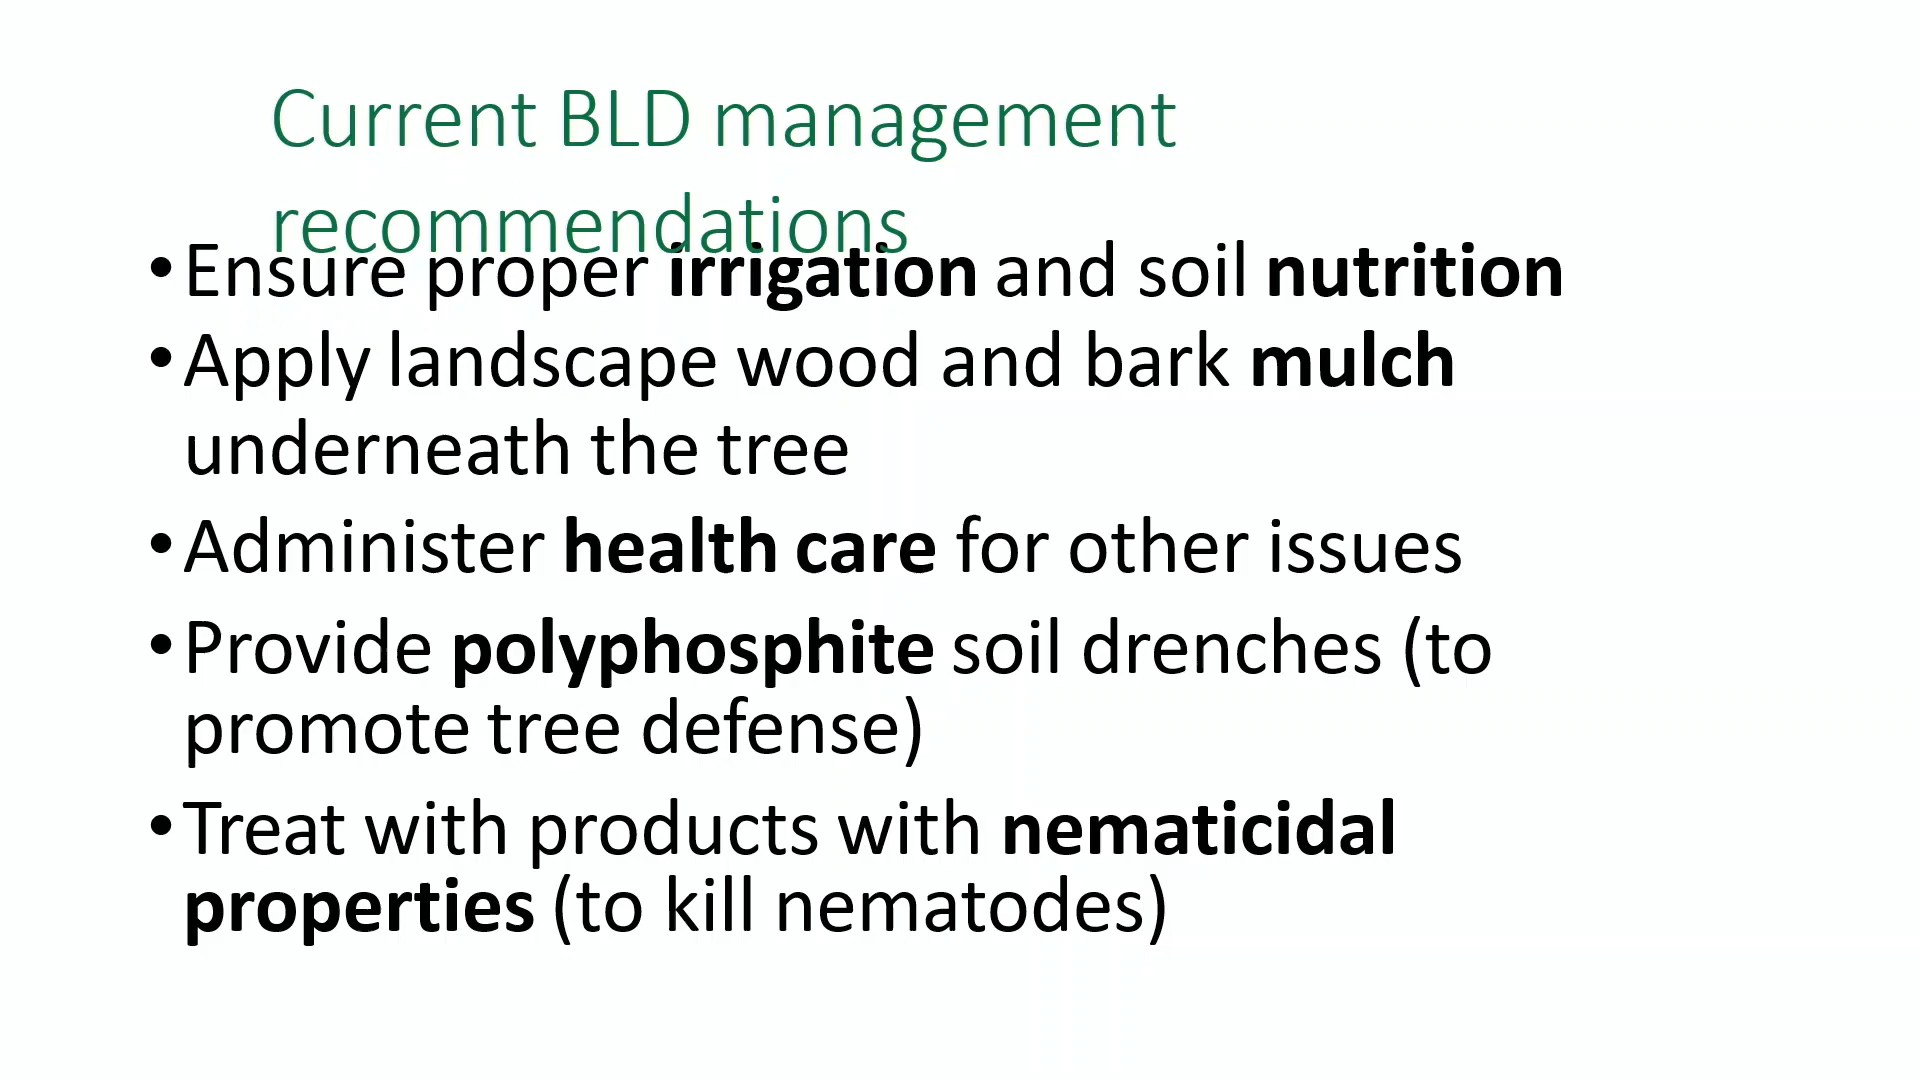 Current BLD management
recommendations
•Ensure proper irrigation and soil nutrition
•Apply landscape wood and bark mulch
underneath the tree
•Administer health care for other issues
•Provide polyphosphite soil drenches (to
promote tree defense)
•Treat with products with nematicidal
properties (to kill nematodes)